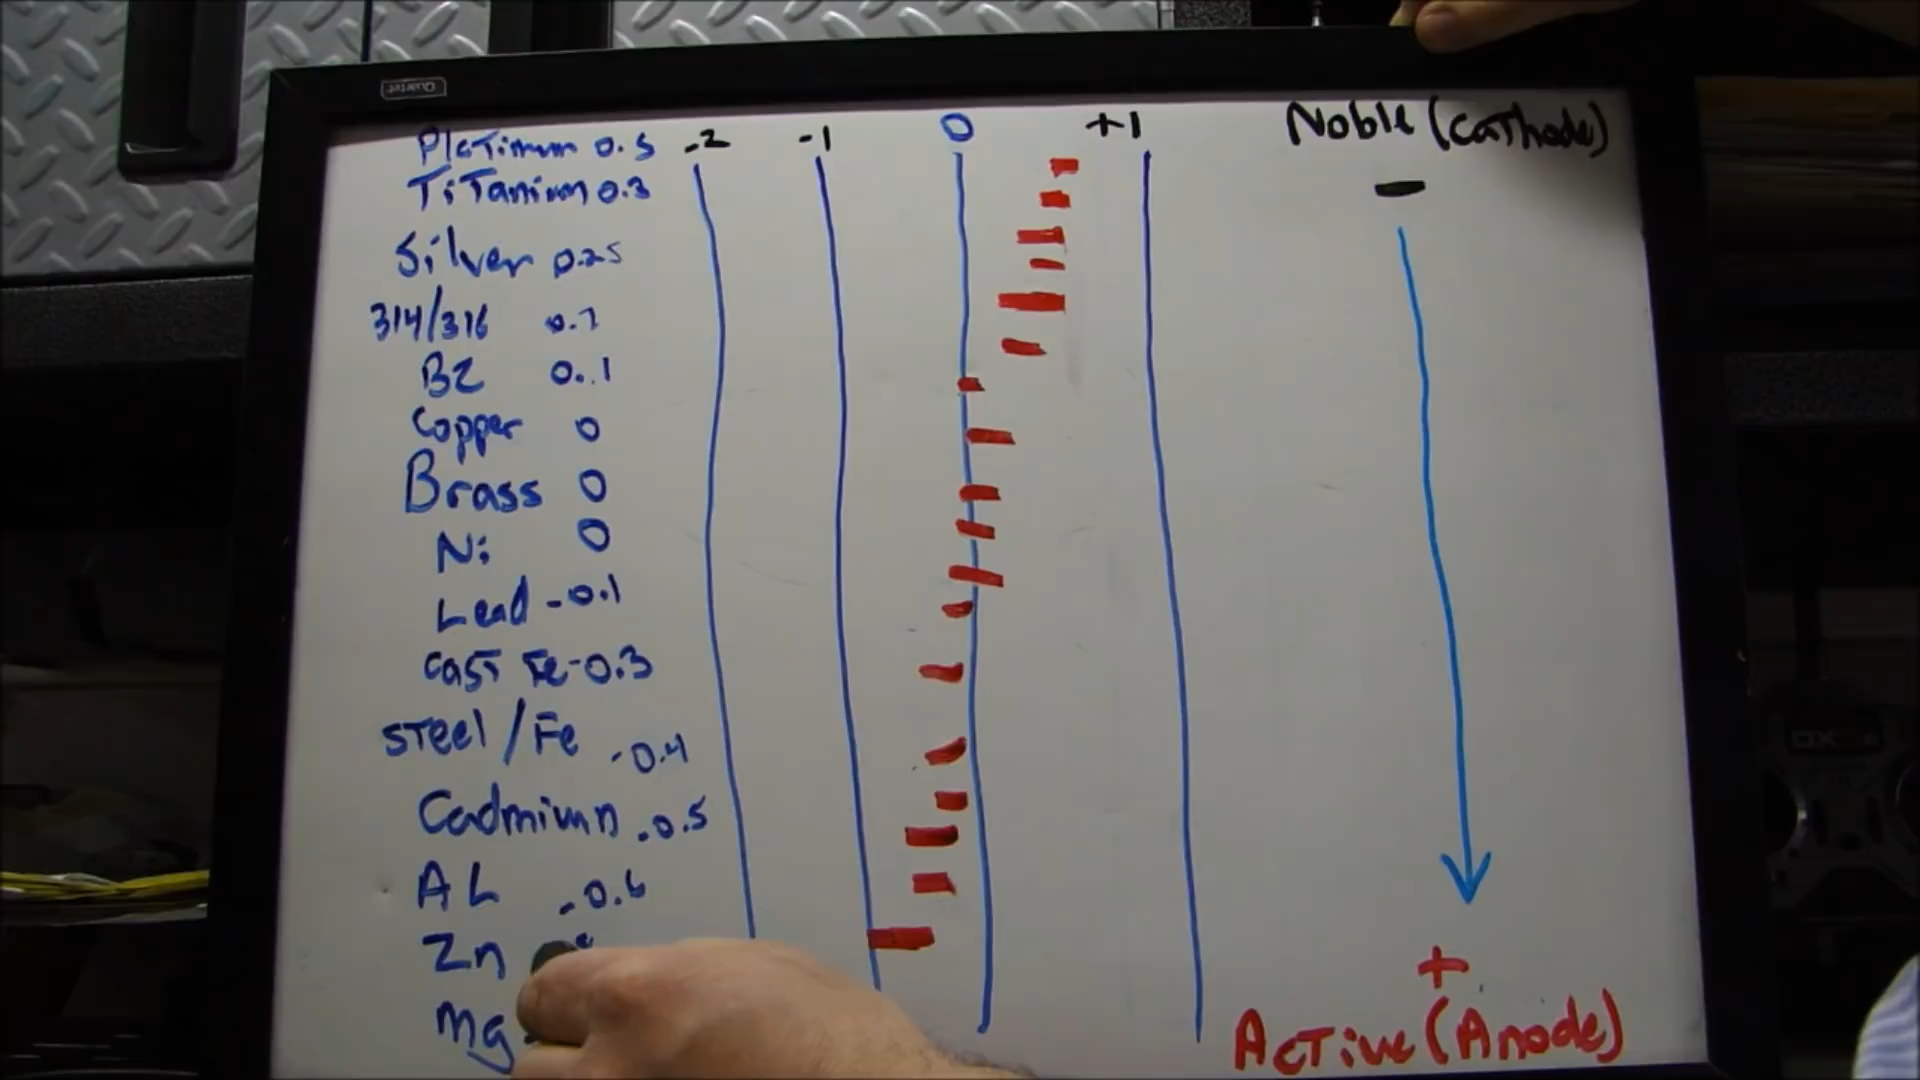 Quartet
Platinum 0.5 -2 -1 0 +1 Noble (cathode)
Titanium 0.3 -
Silver 0.25
314/316 0.1
BZ 0.1
Copper 0
Brass 0
Ni 0
Lead -0.1
Cast Fe -0.3
Steel/Fe -0.4
Cadmium -0.5
AL -0.6
Zn
+
Mg
Active (Anode)